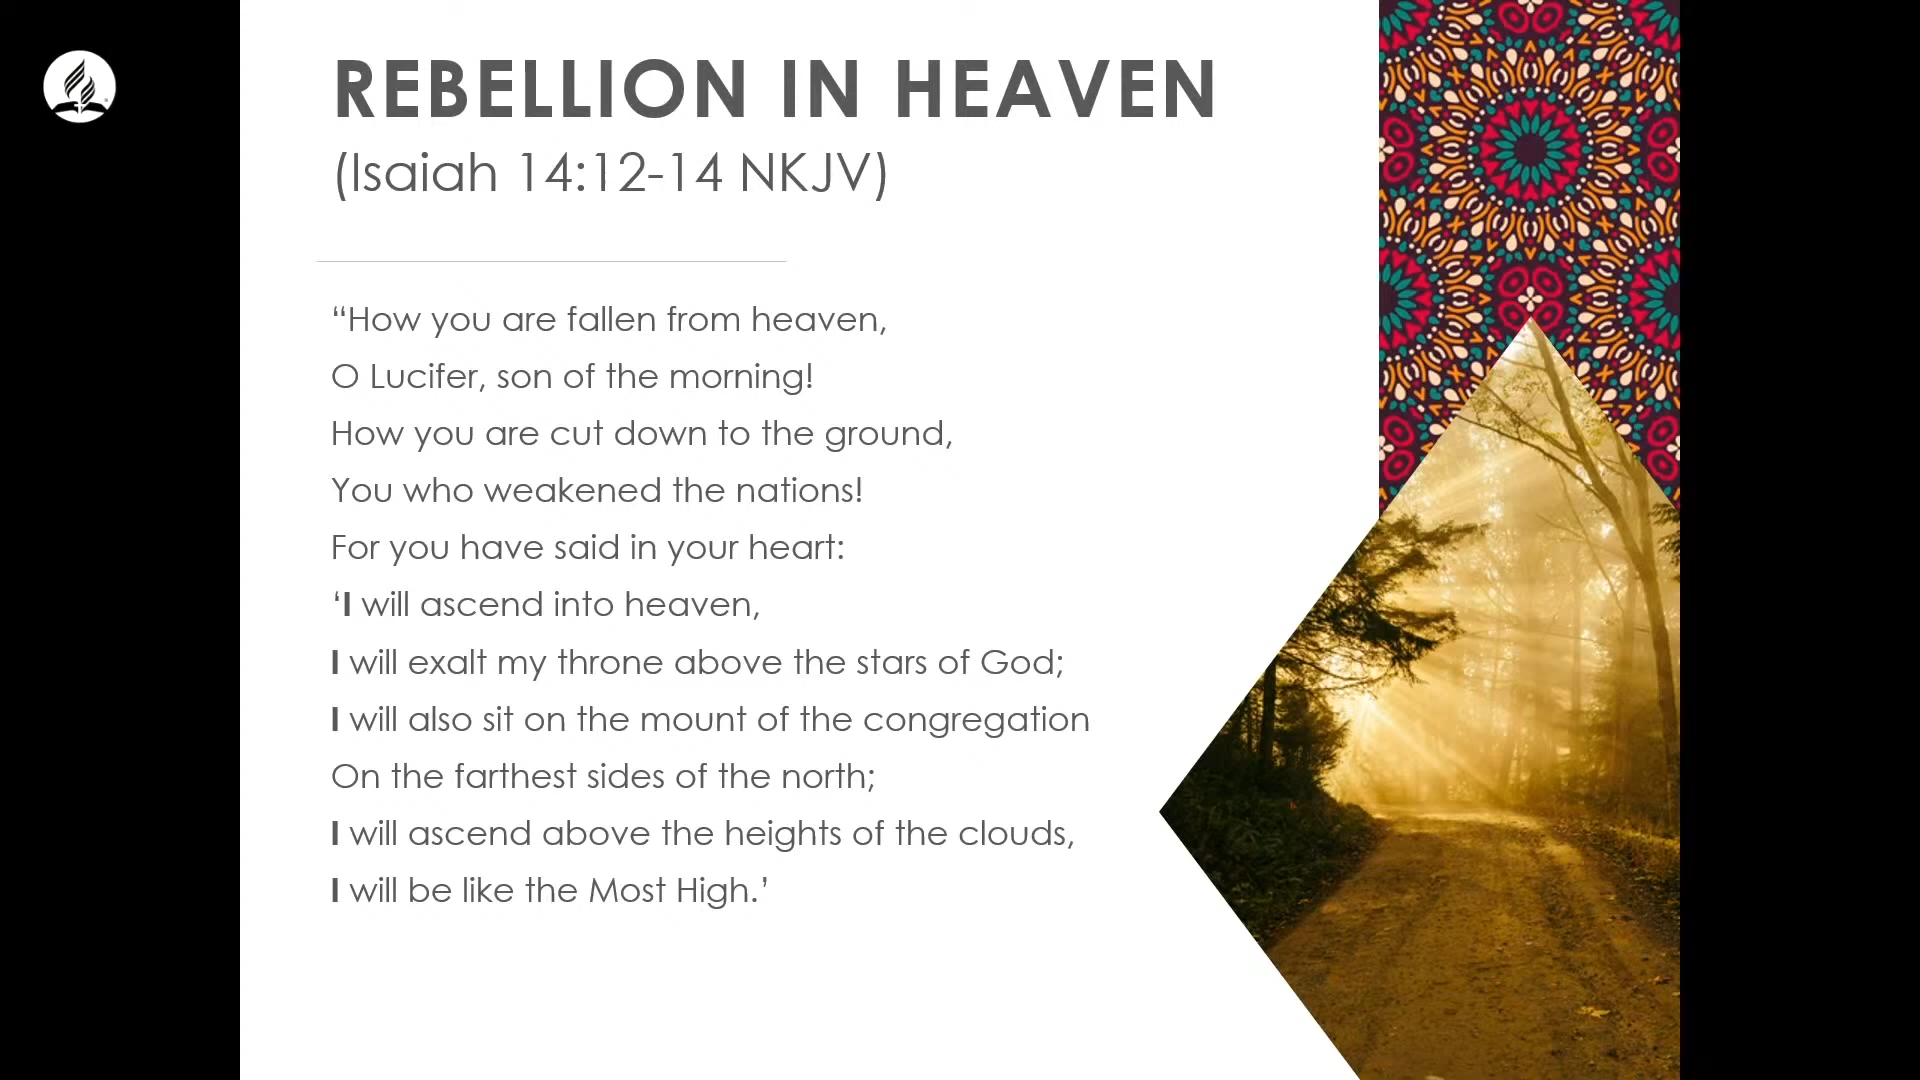 REBELLION IN HEAVEN
(Isaiah 14:12-14 NKJV)
“How you are fallen from heaven,
O Lucifer, son of the morning!
How you are cut down to the ground,
You who weakened the nations!
For you have said in your heart:
‘I will ascend into heaven,
I will exalt my throne above the stars of God;
I will also sit on the mount of the congregation
On the farthest sides of the north;
I will ascend above the heights of the clouds,
I will be like the Most High.’